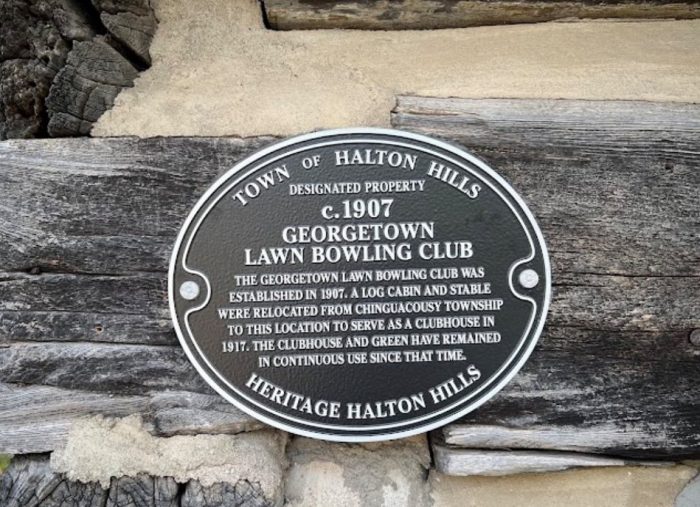 TOWN OF HALTON HILLS
DESIGNATED PROPERTY
c.1907
GEORGETOWN
LAWN BOWLING CLUB
THE GEORGETOWN LAWN BOWLING CLUB WAS
ESTABLISHED IN 1907. A LOG CABIN AND STABLE
WERE RELOCATED FROM CHINGUACOUSY TOWNSHIP
TO THIS LOCATION TO SERVE AS A CLUBHOUSE IN
1917. THE CLUBHOUSE AND GREEN HAVE REMAINED
IN CONTINUOUS USE SINCE THAT TIME.
HERITAGE HALTON HILLS